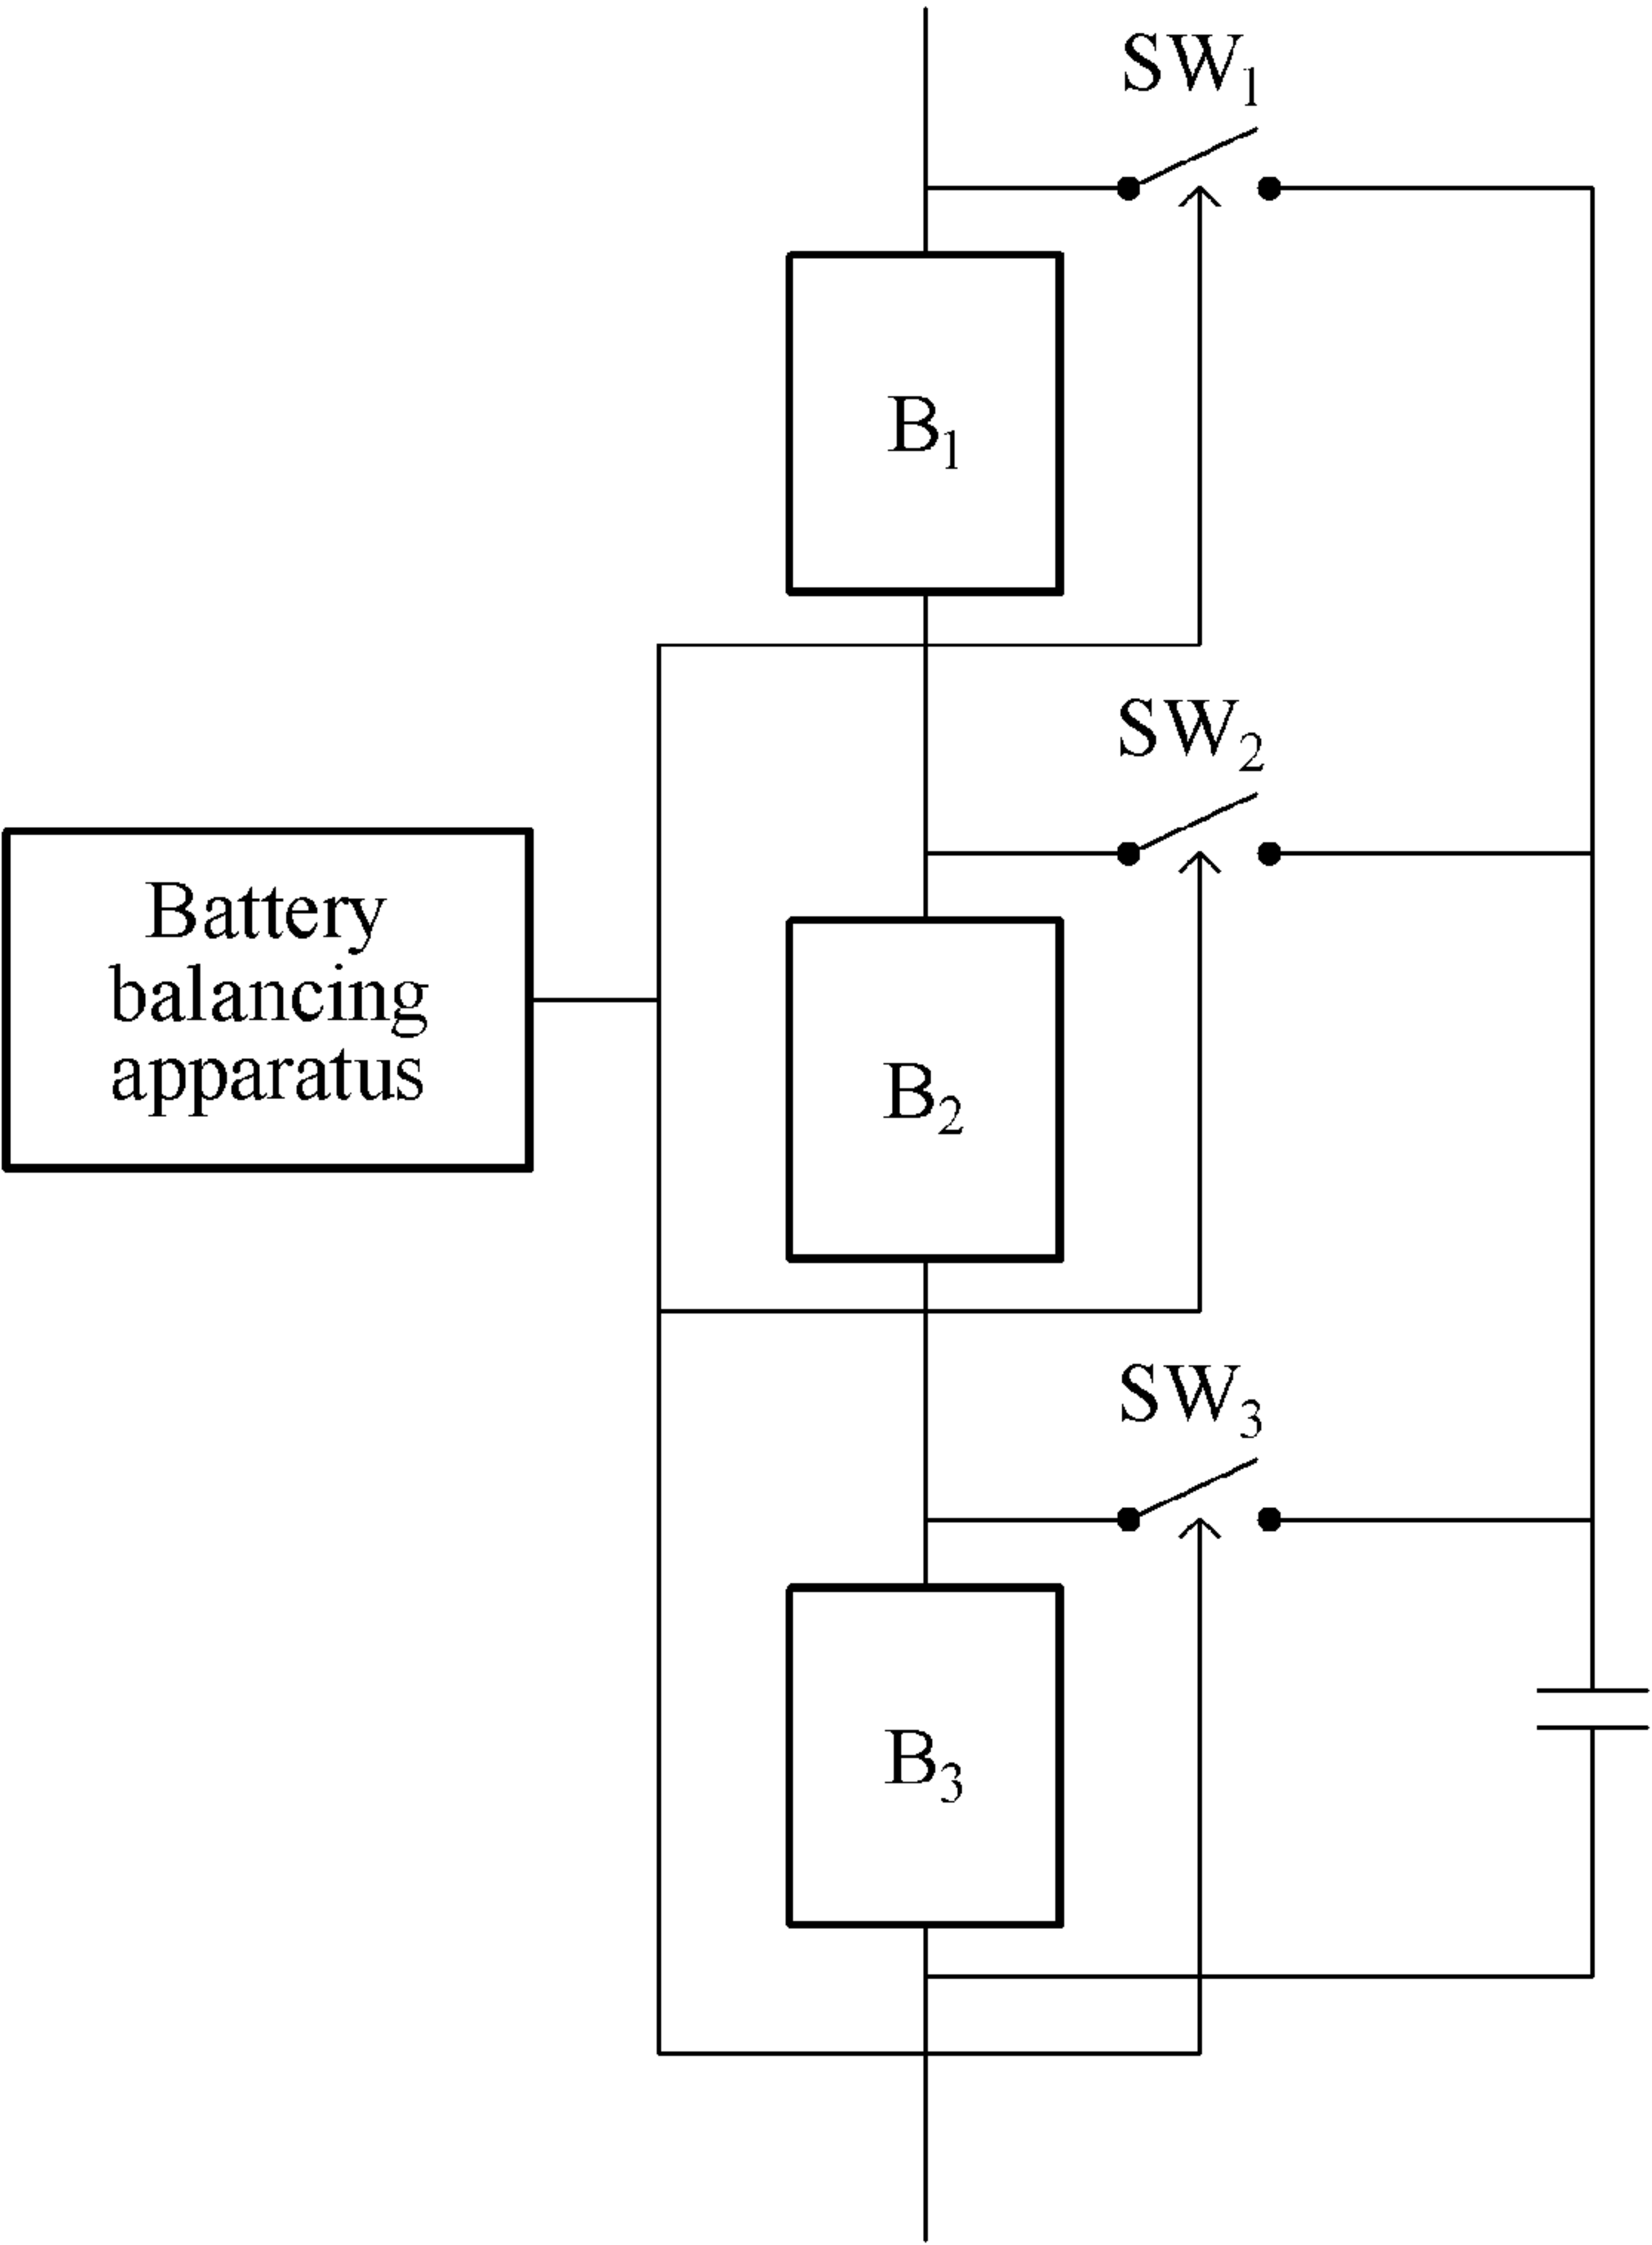 SW₁
B₁
SW₂
Battery
balancing
apparatus
B₂
SW₃
B₃